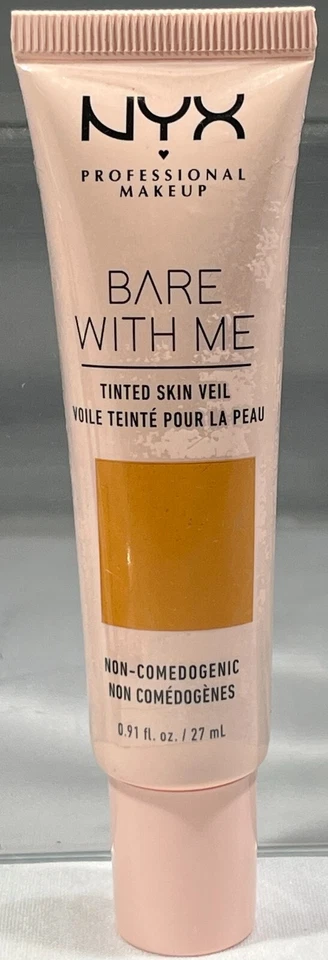 NYX
PROFESSIONAL
MAKEUP
BARE
WITH ME
TINTED SKIN VEIL
VOILE TEINTÉ POUR LA PEAU
NON-COMEDOGENIC
NON COMÉDOGÈNES
0.91 fl. oz. / 27 mL